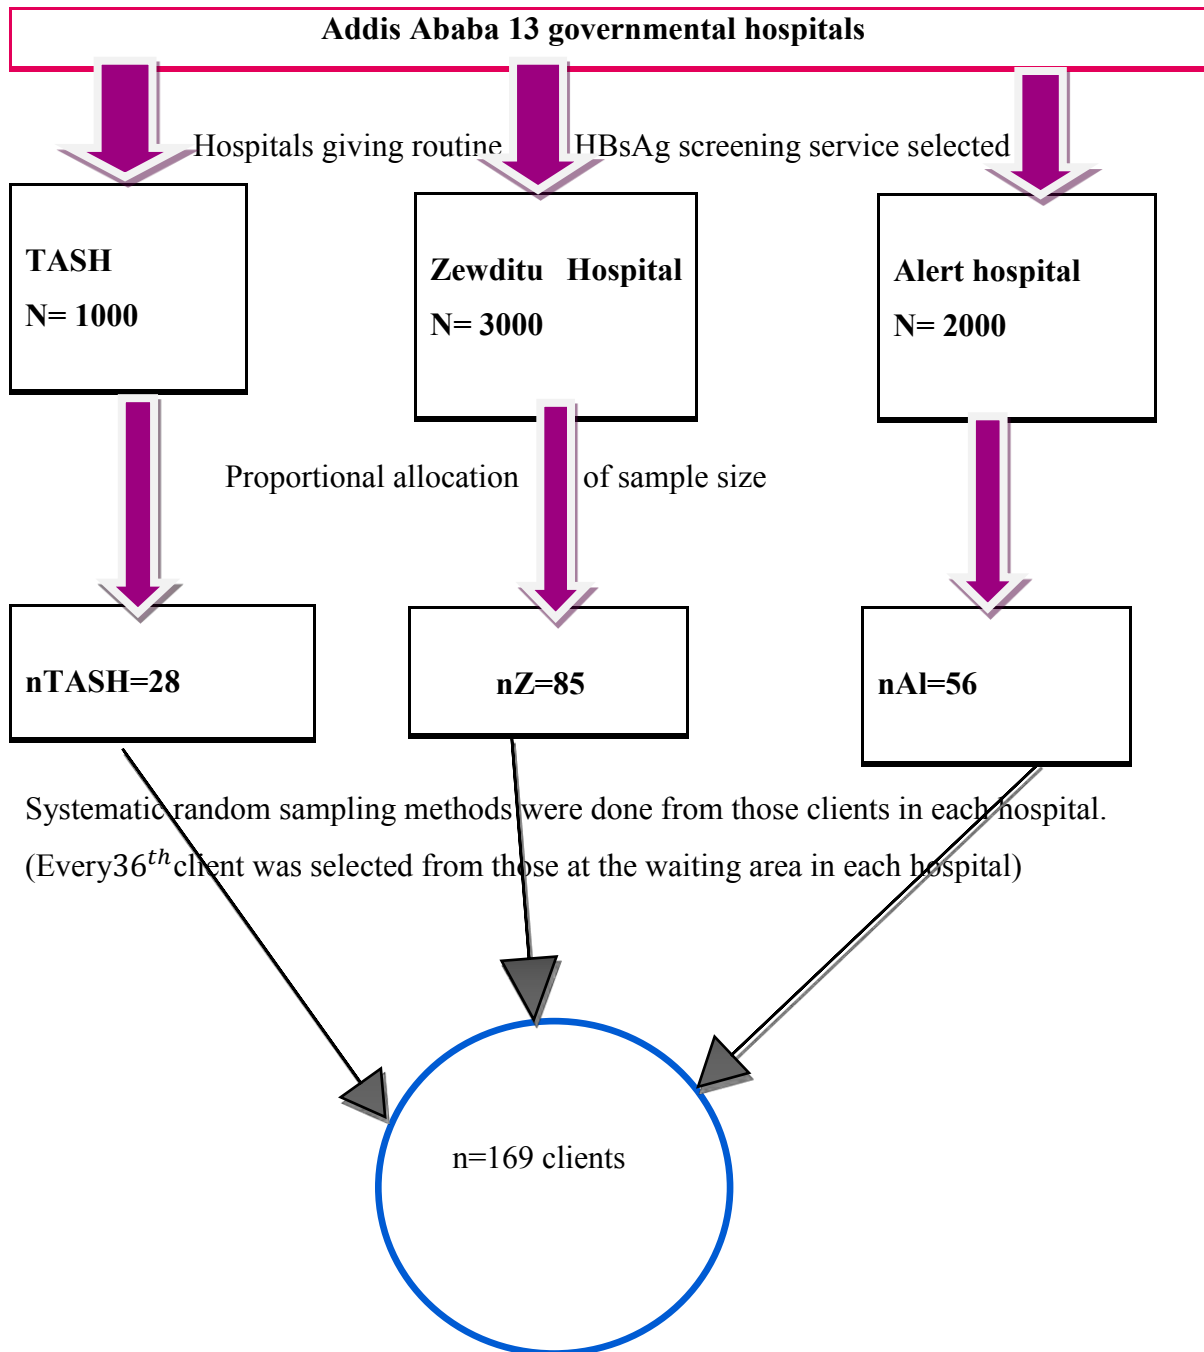 Addis Ababa 13 governmental hospitals
Hospitals giving routine HBsAg screening service selected
TASH
N= 1000
Zewditu Hospital
N= 3000
Alert hospital
N= 2000
Proportional allocation of sample size
nTASH=28
nZ=85
nAl=56
Systematic random sampling methods were done from those clients in each hospital.
(Every36th client was selected from those at the waiting area in each hospital)
n=169 clients